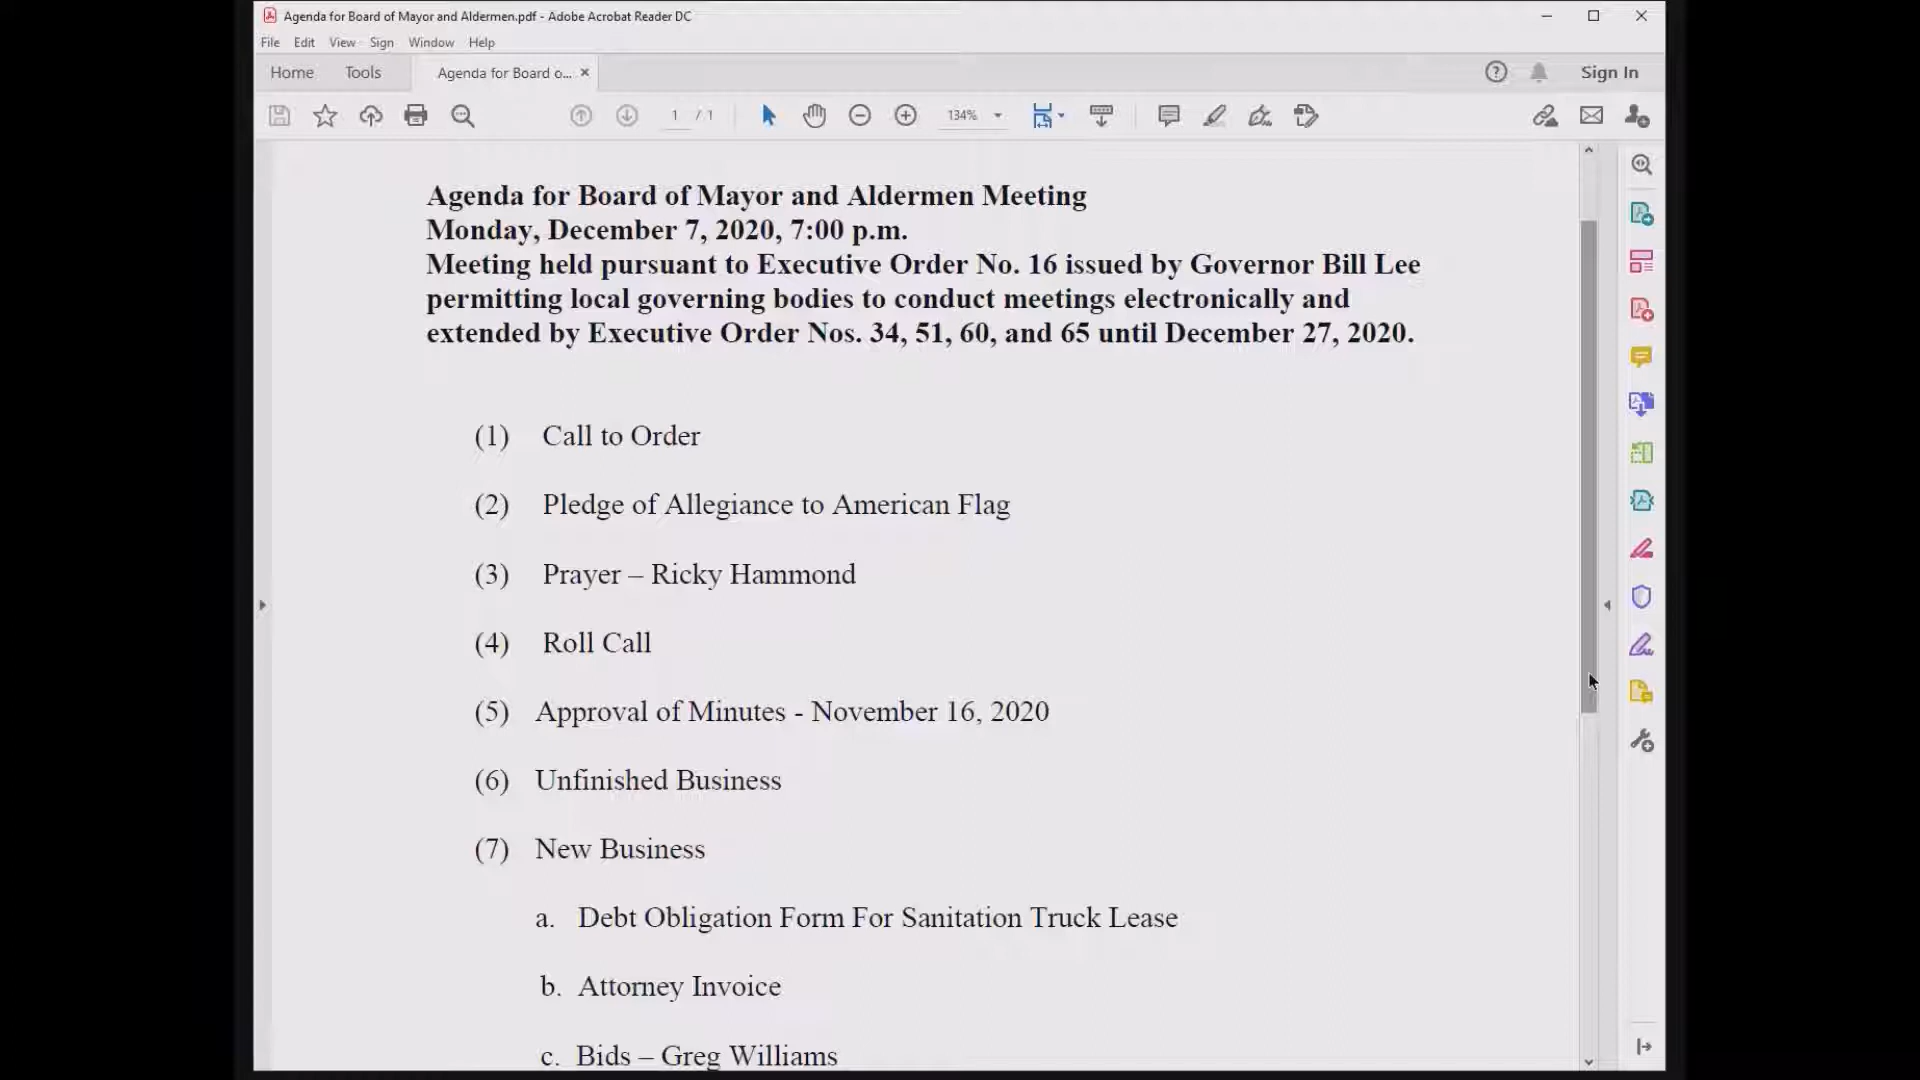 Agenda for Board of Mayor and Aldermen.pdf - Adobe Acrobat Reader DC
File Edit View Sign Window Help
Home Tools Agenda for Board o... × Sign In
1 / 1 134%
Agenda for Board of Mayor and Aldermen Meeting
Monday, December 7, 2020, 7:00 p.m.
Meeting held pursuant to Executive Order No. 16 issued by Governor Bill Lee
permitting local governing bodies to conduct meetings electronically and
extended by Executive Order Nos. 34, 51, 60, and 65 until December 27, 2020.
(1) Call to Order
(2) Pledge of Allegiance to American Flag
(3) Prayer – Ricky Hammond
(4) Roll Call
(5) Approval of Minutes - November 16, 2020
(6) Unfinished Business
(7) New Business
a. Debt Obligation Form For Sanitation Truck Lease
b. Attorney Invoice
c. Bids – Greg Williams